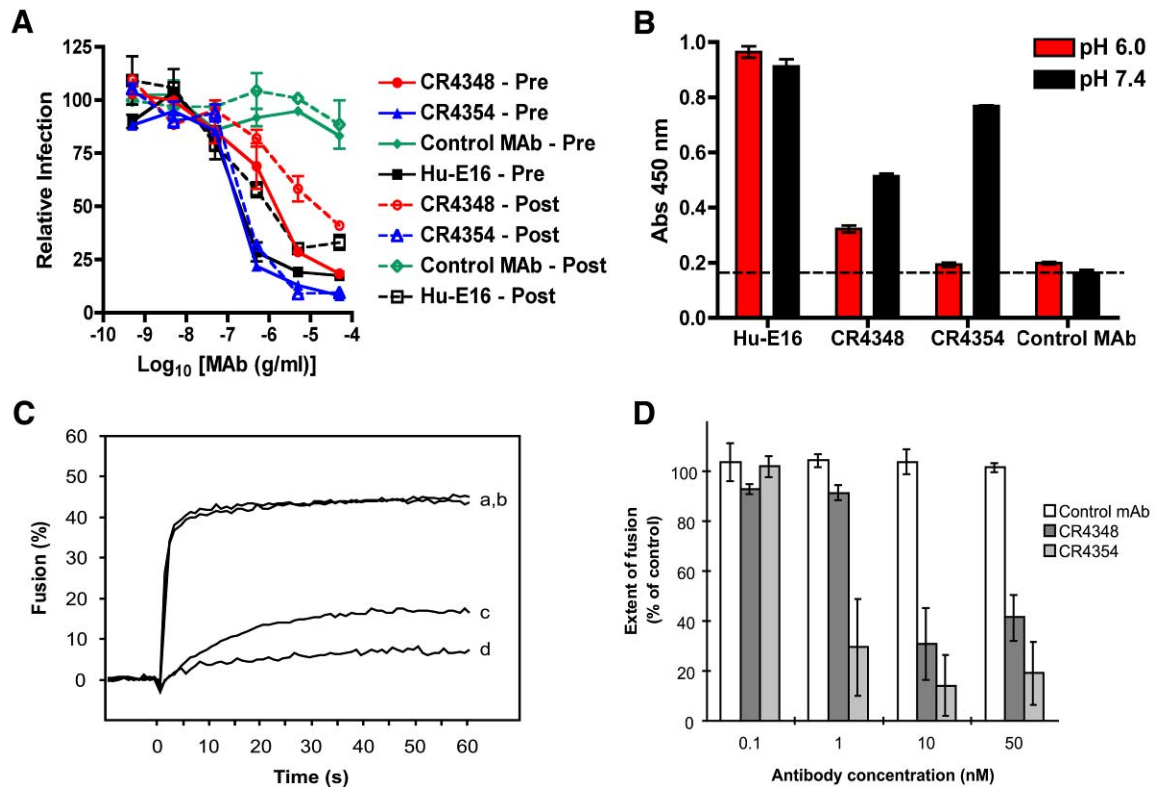 A
125
100
75
50
25
0
Relative Infection
-10 -9 -8 -7 -6 -5 -4
Log10 [MAb (g/ml)]
CR4348 - Pre
CR4354 - Pre
Control MAb - Pre
Hu-E16 - Pre
CR4348 - Post
CR4354 - Post
Control MAb - Post
Hu-E16 - Post
B
1.0
0.8
0.6
0.4
0.2
0.0
Abs 450 nm
Hu-E16 CR4348 CR4354 Control MAb
pH 6.0
pH 7.4
C
60
50
40
30
20
10
0
Fusion (%)
a,b
c
d
0 10 20 30 40 50 60
Time (s)
D
100
80
60
40
20
0
Extent of fusion
(% of control)
Control mAb
CR4348
CR4354
0.1 1 10 50
Antibody concentration (nM)